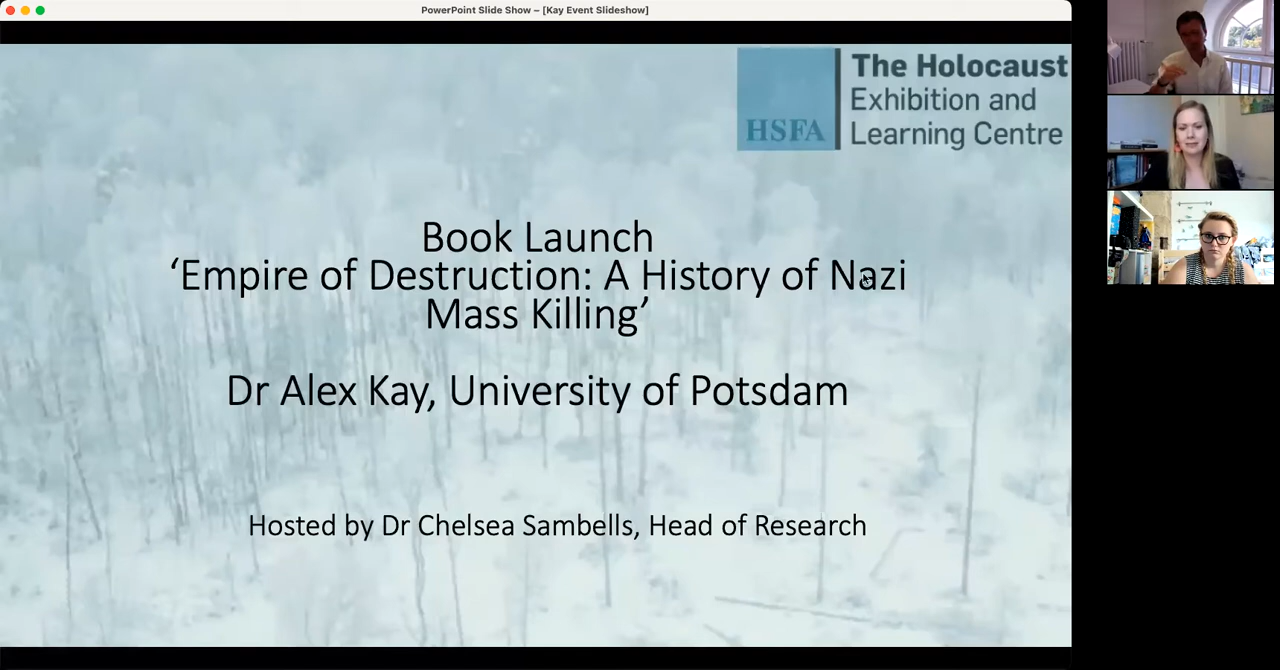 PowerPoint Slide Show – [Kay Event Slideshow]
HSFA
The Holocaust
Exhibition and
Learning Centre
Book Launch
‘Empire of Destruction: A History of Nazi
Mass Killing’
Dr Alex Kay, University of Potsdam
Hosted by Dr Chelsea Sambells, Head of Research